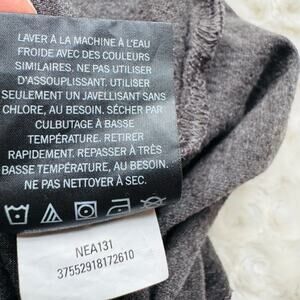 LAVER À LA MACHINE À L'EAU
FROIDE AVEC DES COULEURS
SIMILAIRES. NE PAS UTILISER
D'ASSOUPLISSANT. UTILISER
SEULEMENT UN JAVELLISANT SANS
CHLORE, AU BESOIN. SÉCHER PAR
CULBUTAGE À BASSE
TEMPÉRATURE. RETIRER
RAPIDEMENT. REPASSER À TRÈS
BASSE TEMPÉRATURE, AU BESOIN.
NE PAS NETTOYER À SEC.
NEA131
37552918172610